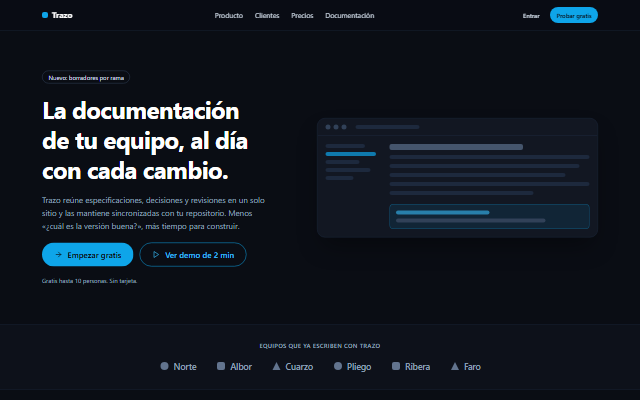 Trazo
Producto Clientes Precios Documentación
Entrar
Probar gratis
Nuevo: borradores por rama
La documentación
de tu equipo, al día
con cada cambio.
Trazo reúne especificaciones, decisiones y revisiones en un solo
sitio y las mantiene sincronizadas con tu repositorio. Menos
«¿cuál es la versión buena?», más tiempo para construir.
Empezar gratis
Ver demo de 2 min
Gratis hasta 10 personas. Sin tarjeta.
EQUIPOS QUE YA ESCRIBEN CON TRAZO
Norte Albor Cuarzo Pliego Ribera Faro